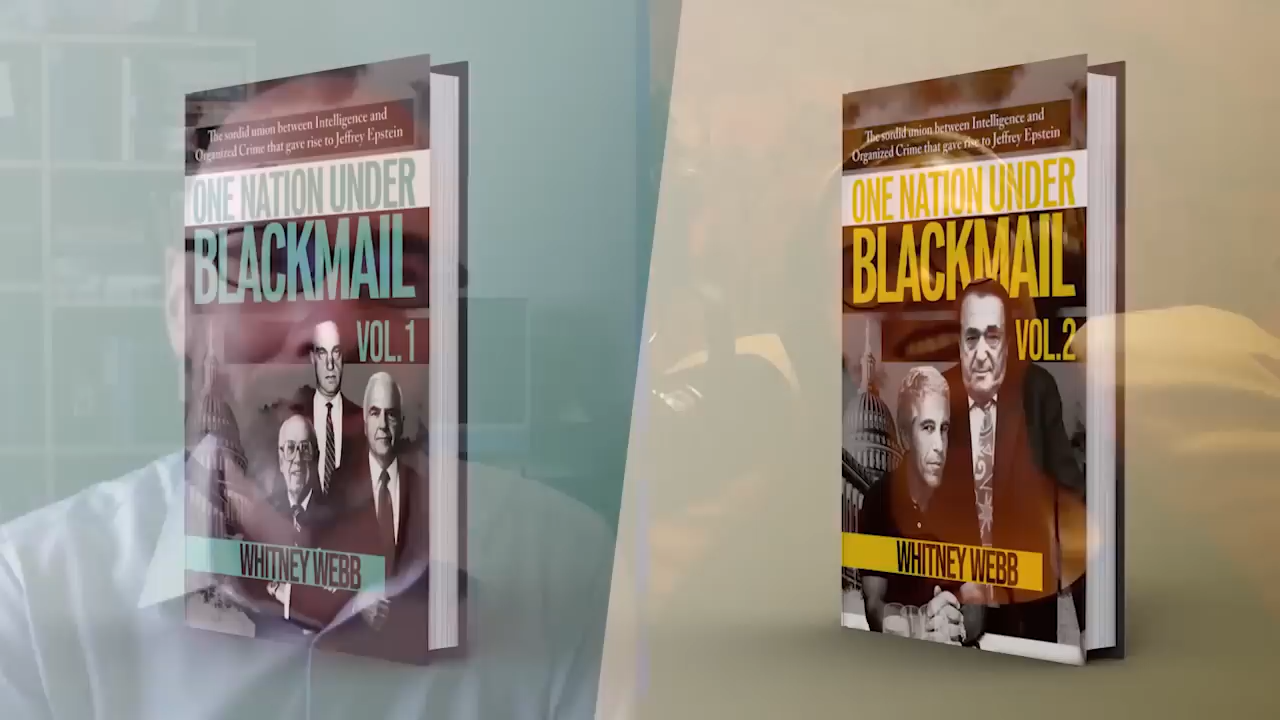 The sordid union between Intelligence and
Organized Crime that gave rise to Jeffrey Epstein
ONE NATION UNDER
BLACKMAIL
VOL.1
WHITNEY WEBB
The sordid union between Intelligence and
Organized Crime that gave rise to Jeffrey Epstein
ONE NATION UNDER
BLACKMAIL
VOL.2
WHITNEY WEBB